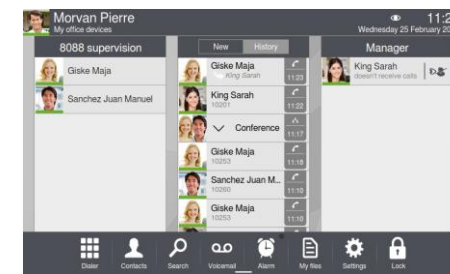 Morvan Pierre
My office devices
11:2
Wednesday 25 February 20
8088 supervision
Giske Maja
Sanchez Juan Manuel
New
History
Giske Maja
King Sarah
11:23
King Sarah
10201
11:22
Conference
11:17
Giske Maja
10253
11:16
Sanchez Juan M...
10260
11:10
Giske Maja
10253
11:10
Manager
King Sarah
doesn't receive calls
Dialer
Contacts
Search
Voicemail
Alarm
My files
Settings
Lock